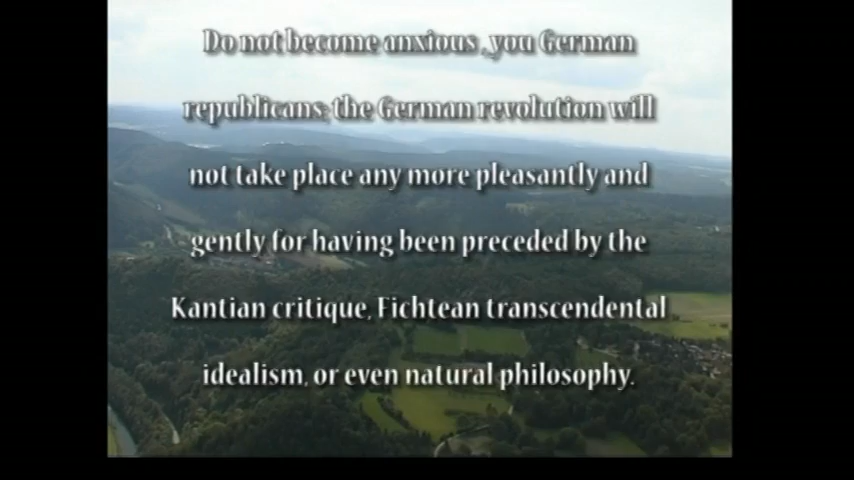 Do not become anxious , you German
republicans; the German revolution will
not take place any more pleasantly and
gently for having been preceded by the
Kantian critique, Fichtean transcendental
idealism, or even natural philosophy.